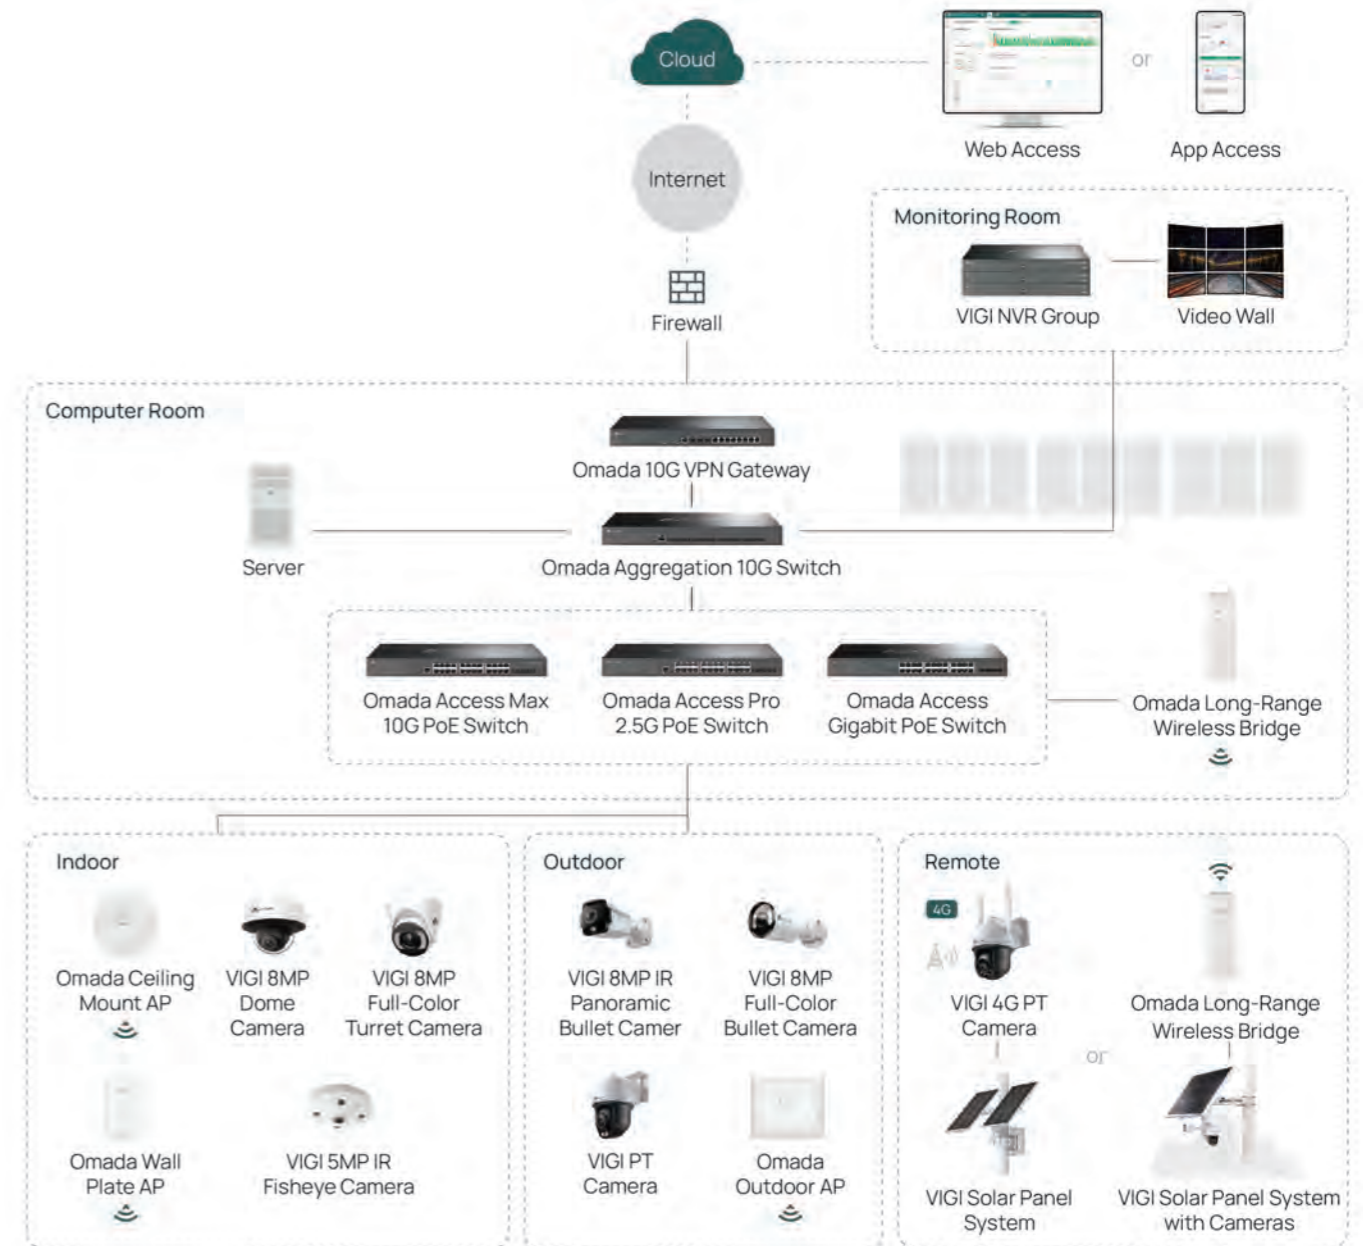 Cloud
or
Web Access
App Access
Internet
Monitoring Room
VIGI NVR Group
Video Wall
Firewall
Computer Room
Omada 10G VPN Gateway
Server
Omada Aggregation 10G Switch
Omada Access Max
10G PoE Switch
Omada Access Pro
2.5G PoE Switch
Omada Access
Gigabit PoE Switch
Omada Long-Range
Wireless Bridge
Indoor
Omada Ceiling
Mount AP
VIGI 8MP
Dome
Camera
VIGI 8MP
Full-Color
Turret Camera
Omada Wall
Plate AP
VIGI 5MP IR
Fisheye Camera
Outdoor
VIGI 8MP IR
Panoramic
Bullet Camer
VIGI 8MP
Full-Color
Bullet Camera
VIGI PT
Camera
Omada
Outdoor AP
Remote
4G
VIGI 4G PT
Camera
Omada Long-Range
Wireless Bridge
or
VIGI Solar Panel
System
VIGI Solar Panel System
with Cameras